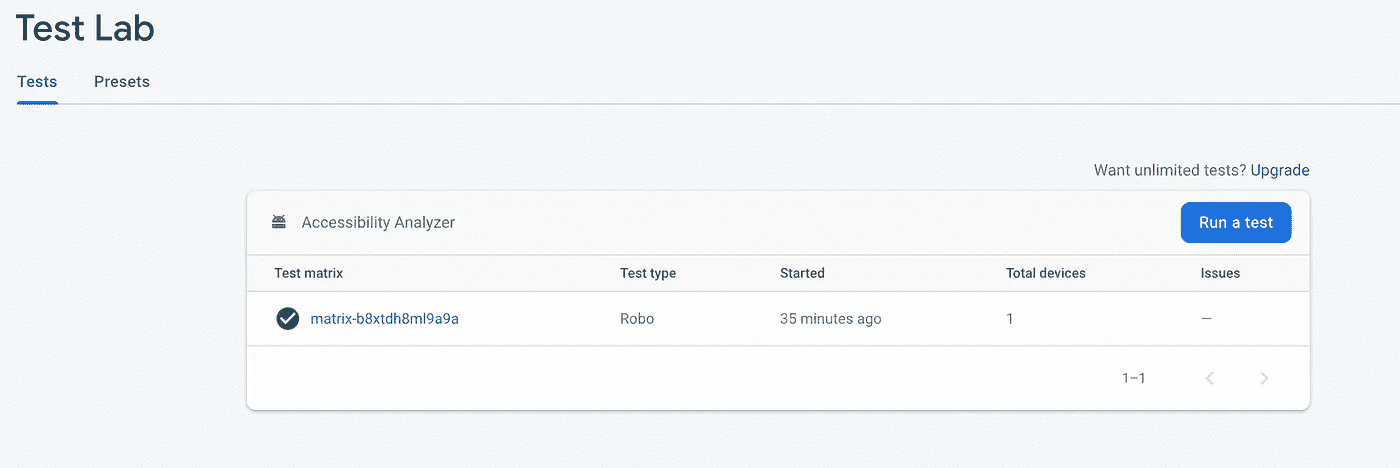 Test Lab
Tests Presets
Want unlimited tests? Upgrade
Accessibility Analyzer Run a test
Test matrix Test type Started Total devices Issues
matrix-b8xtdh8ml9a9a Robo 35 minutes ago 1 —
1–1